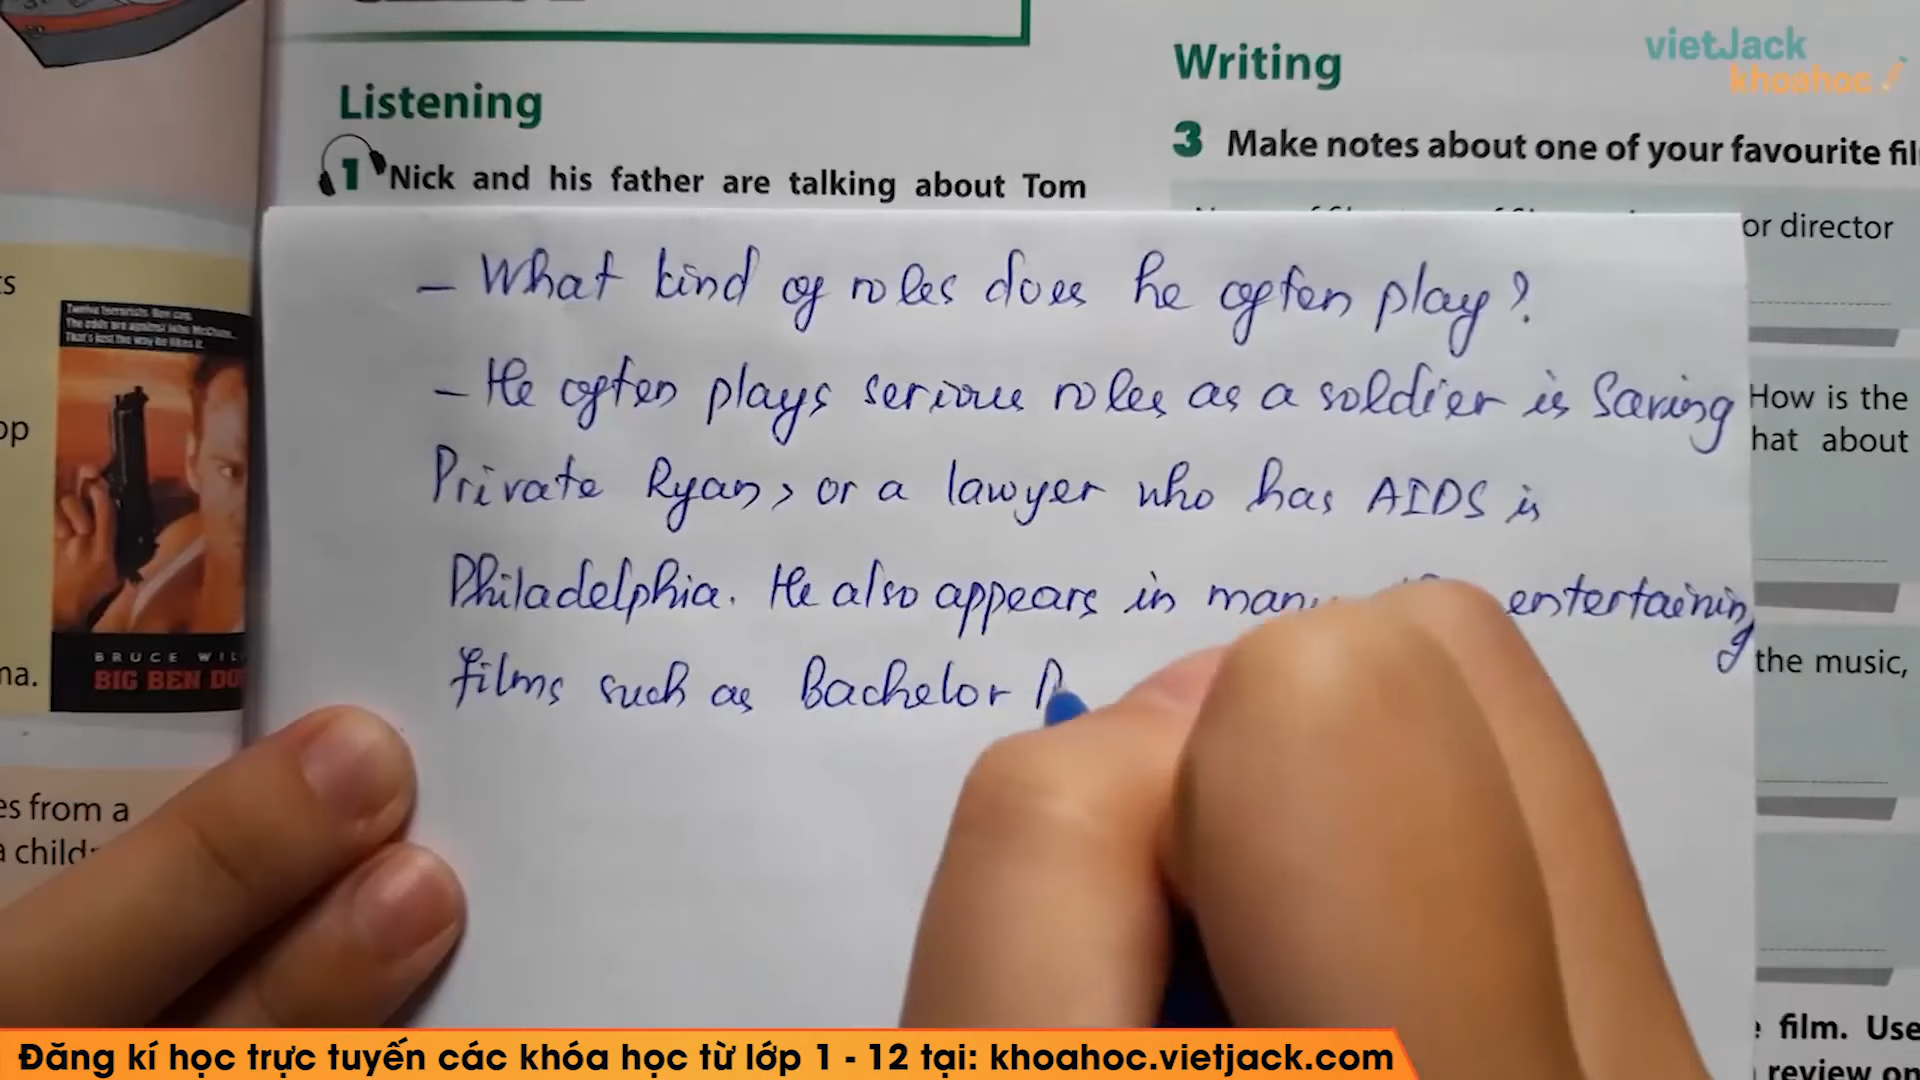 Listening
1 Nick and his father are talking about Tom
Writing
vietJack
khoahoc
3 Make notes about one of your favourite
or director
- What kind of roles does he often play?
- He often plays serious roles as a soldier is Saving
Private Ryan, or a lawyer who has AIDS is
Philadelphia. He also appears in many entertaining
films such as Bachelor
How is the
hat about
the music,
film. Use
review on
BRUCE
BIG BEN
es from a
a
Đăng kí học trực tuyến các khóa học từ lớp 1 - 12 tại: khoahoc.vietjack.com